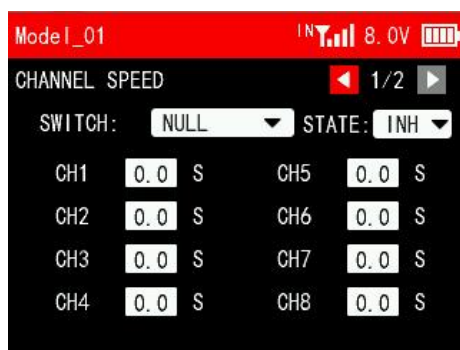 Model_01 IN 8.0V
CHANNEL SPEED 1/2
SWITCH: NULL STATE: INH
CH1 0.0 S CH5 0.0 S
CH2 0.0 S CH6 0.0 S
CH3 0.0 S CH7 0.0 S
CH4 0.0 S CH8 0.0 S